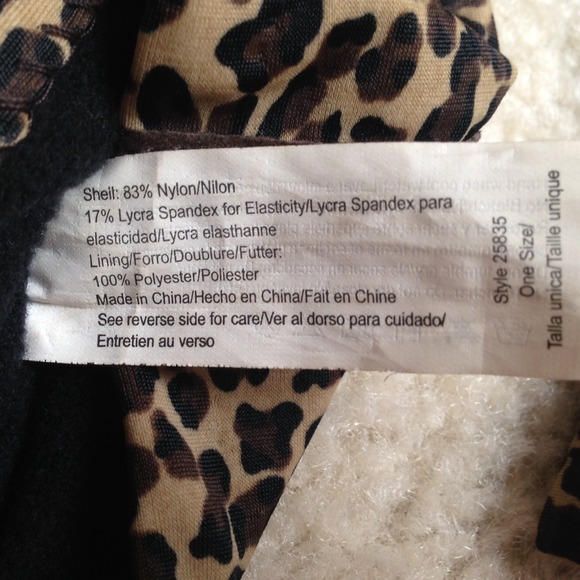 Shell: 83% Nylon/Nilon
17% Lycra Spandex for Elasticity/Lycra Spandex para
elasticidad/Lycra elasthanne
Lining/Forro/Doublure/Futter:
100% Polyester/Poliester
Made in China/Hecho en China/Fait en Chine
See reverse side for care/Ver al dorso para cuidado/
Entretien au verso
Style 25835
One Size/
Talla unica/Taille unique